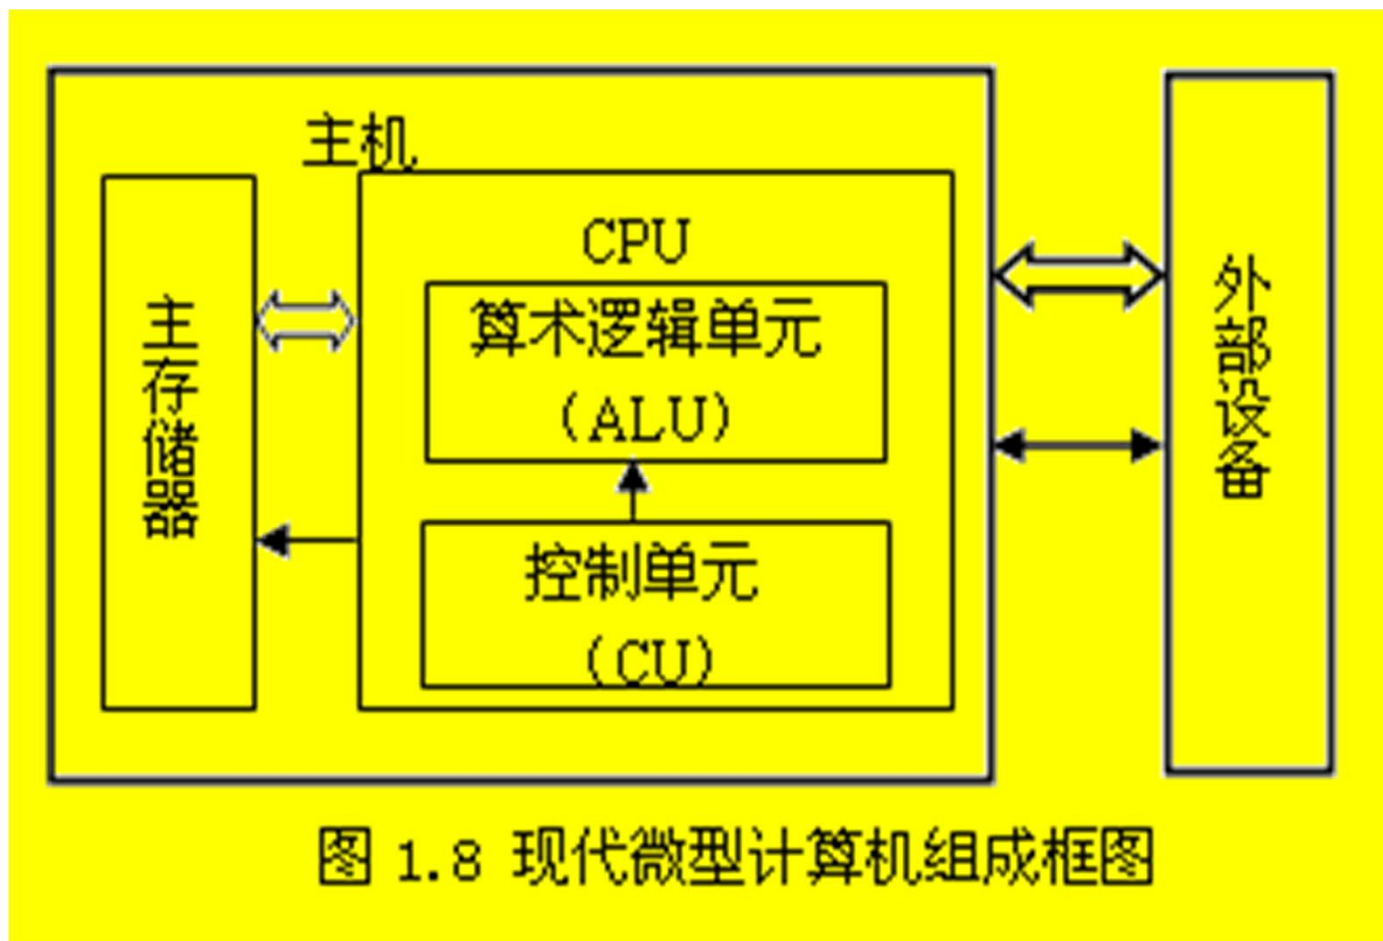 主机
主存储器
CPU
算术逻辑单元
(ALU)
控制单元
(CU)
外部设备
图 1.8 现代微型计算机组成框图